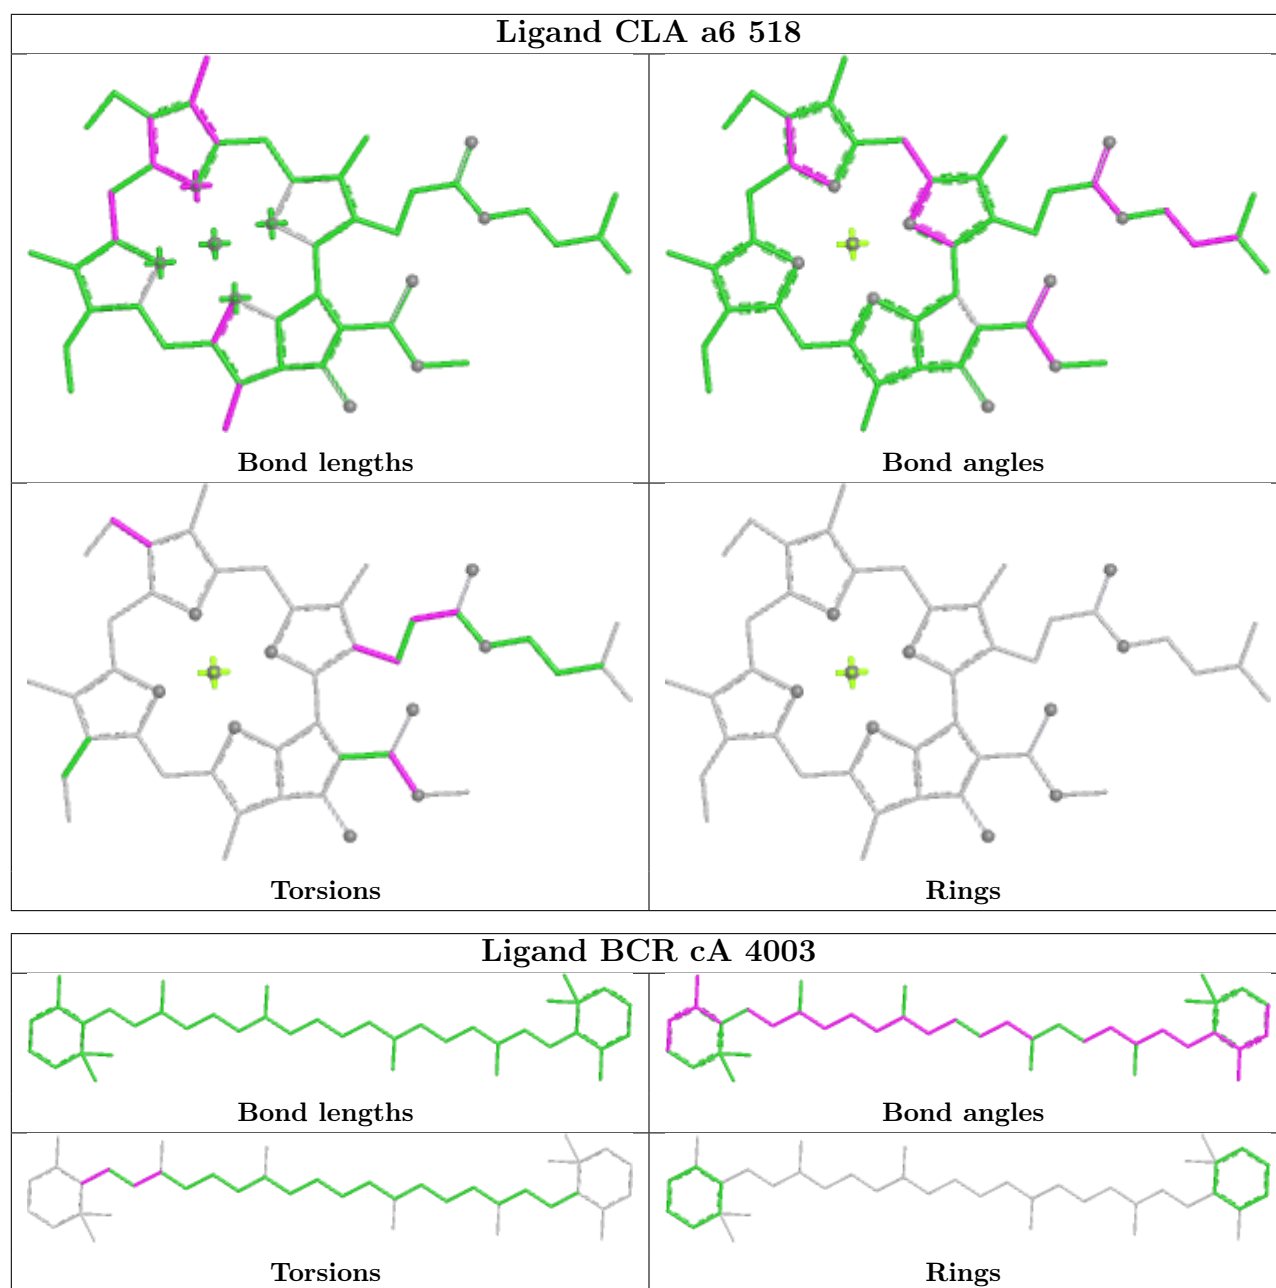 Ligand CLA a6 518
Bond lengths
Bond angles
Torsions
Rings
Ligand BCR cA 4003
Bond lengths
Bond angles
Torsions
Rings